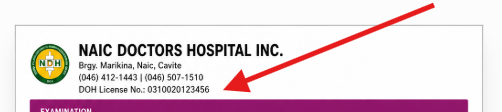 NDH
NAIC DOCTORS HOSPITAL INC.
Brgy. Marikina, Naic, Cavite
(046) 412-1443 | (046) 507-1510
DOH License No.: 0310020123456
EXAMINATION